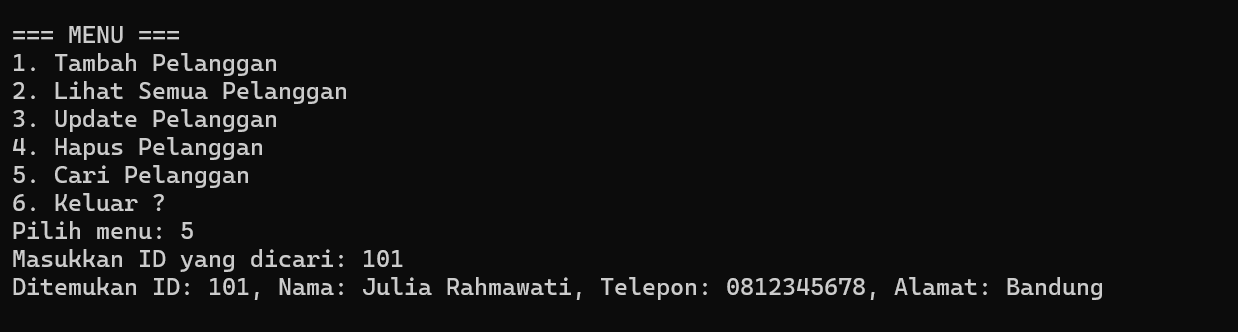 === MENU ===
1. Tambah Pelanggan
2. Lihat Semua Pelanggan
3. Update Pelanggan
4. Hapus Pelanggan
5. Cari Pelanggan
6. Keluar ?
Pilih menu: 5
Masukkan ID yang dicari: 101
Ditemukan ID: 101, Nama: Julia Rahmawati, Telepon: 0812345678, Alamat: Bandung